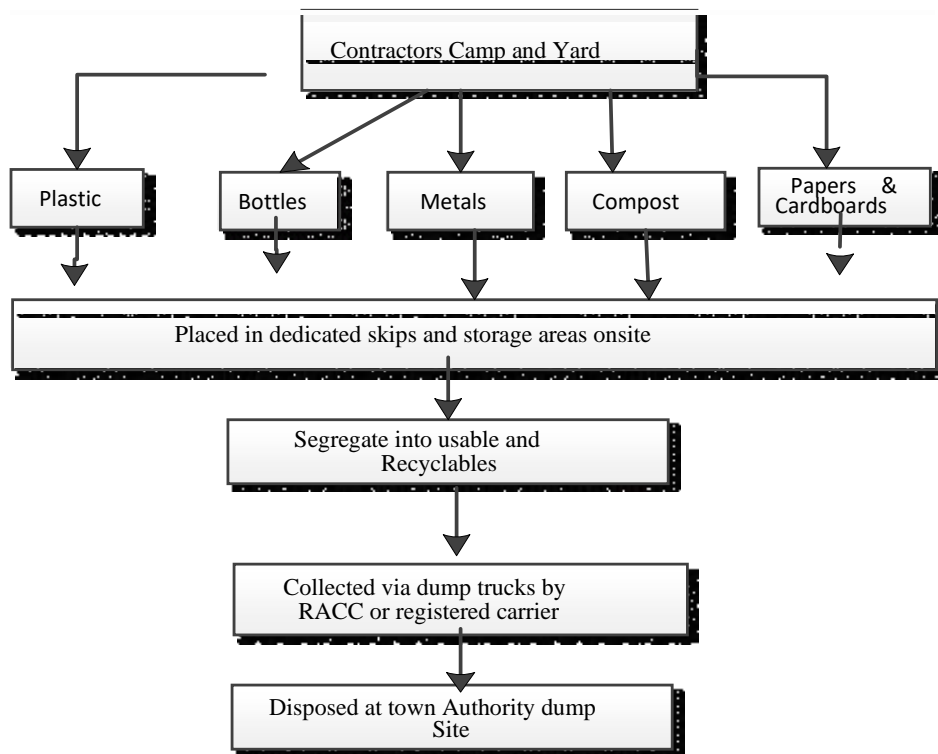 Contractors Camp and Yard
Plastic
Bottles
Metals
Compost
Papers &
Cardboards
Placed in dedicated skips and storage areas onsite
Segregate into usable and
Recyclables
Collected via dump trucks by
RACC or registered carrier
Disposed at town Authority dump
Site